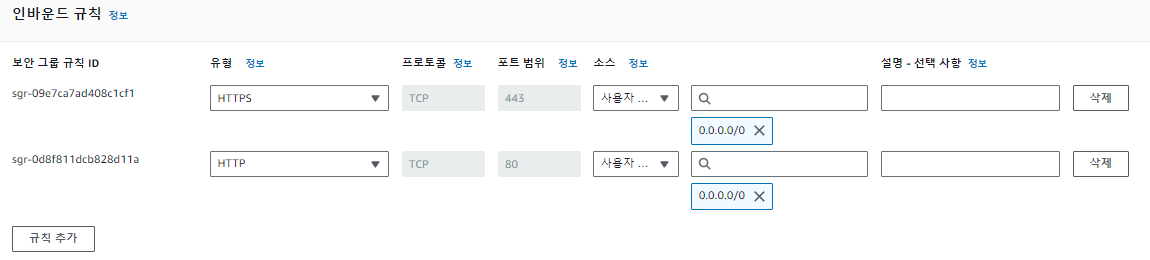 인바운드 규칙 정보
보안 그룹 규칙 ID 유형 정보 프로토콜 정보 포트 범위 정보 소스 정보 설명 - 선택 사항 정보
sgr-09e7ca7ad408c1cf1 HTTPS TCP 443 사용자 ... 삭제
0.0.0.0/0
sgr-0d8f811dcb828d11a HTTP TCP 80 사용자 ... 삭제
0.0.0.0/0
규칙 추가